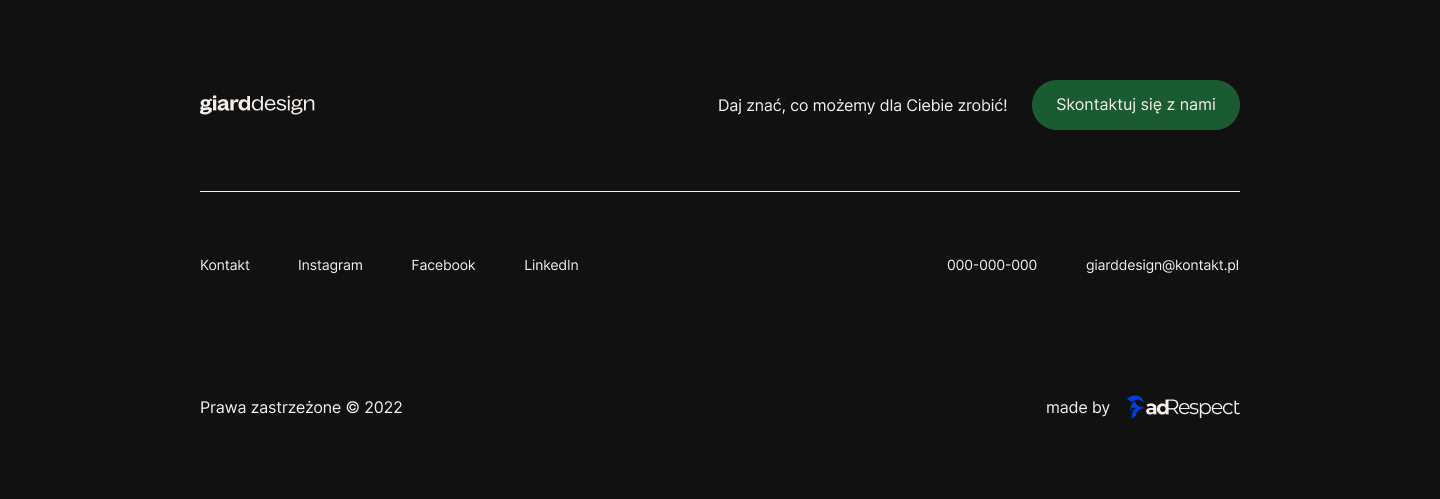 giarddesign
Daj znać, co możemy dla Ciebie zrobić!
Skontaktuj się z nami
Kontakt
Instagram
Facebook
LinkedIn
000-000-000
giarddesign@kontakt.pl
Prawa zastrzeżone © 2022
made by adRespect